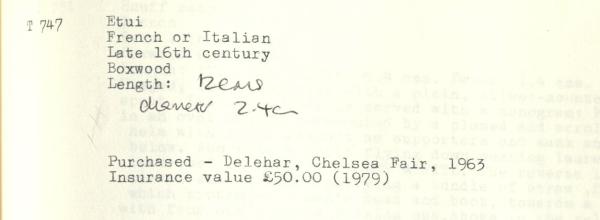 T 747
Etui
French or Italian
Late 16th century
Boxwood
Length: 12cms
diameter 2.4cm
Purchased - Delehar, Chelsea Fair, 1963
Insurance value £50.00 (1979)